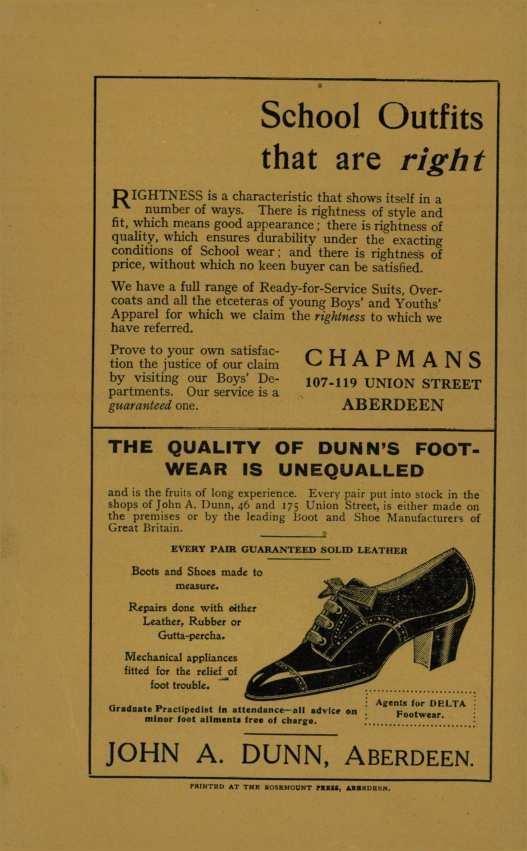 School Outfits
that are right
RIGHTNESS is a characteristic that shows itself in a
number of ways. There is rightness of style and
fit, which means good appearance; there is rightness of
quality, which ensures durability under the exacting
conditions of School wear; and there is rightness of
price, without which no keen buyer can be satisfied.
We have a full range of Ready-for-Service Suits, Over-
coats and all the etceteras of young Boys' and Youths'
Apparel for which we claim the rightness to which we
have referred.
Prove to your own satisfac-
tion the justice of our claim
by visiting our Boys' De-
partments. Our service is a
guaranteed one.
CHAPMANS
107-119 UNION STREET
ABERDEEN
THE QUALITY OF DUNN'S FOOT-
WEAR IS UNEQUALLED
and is the fruits of long experience. Every pair put into stock in the
shops of John A. Dunn, 46 and 175 Union Street, is either made on
the premises or by the leading Boot and Shoe Manufacturers of
Great Britain.
EVERY PAIR GUARANTEED SOLID LEATHER
Boots and Shoes made to
measure.
Repairs done with either
Leather, Rubber or
Gutta-percha.
Mechanical appliances
fitted for the relief of
foot trouble.
Graduate Practipedist in attendance—all advice on
minor foot ailments free of charge.
Agents for DELTA
Footwear.
JOHN A. DUNN, ABERDEEN.
PRINTED AT THE ROSEMOUNT PRESS, ABERDEEN.